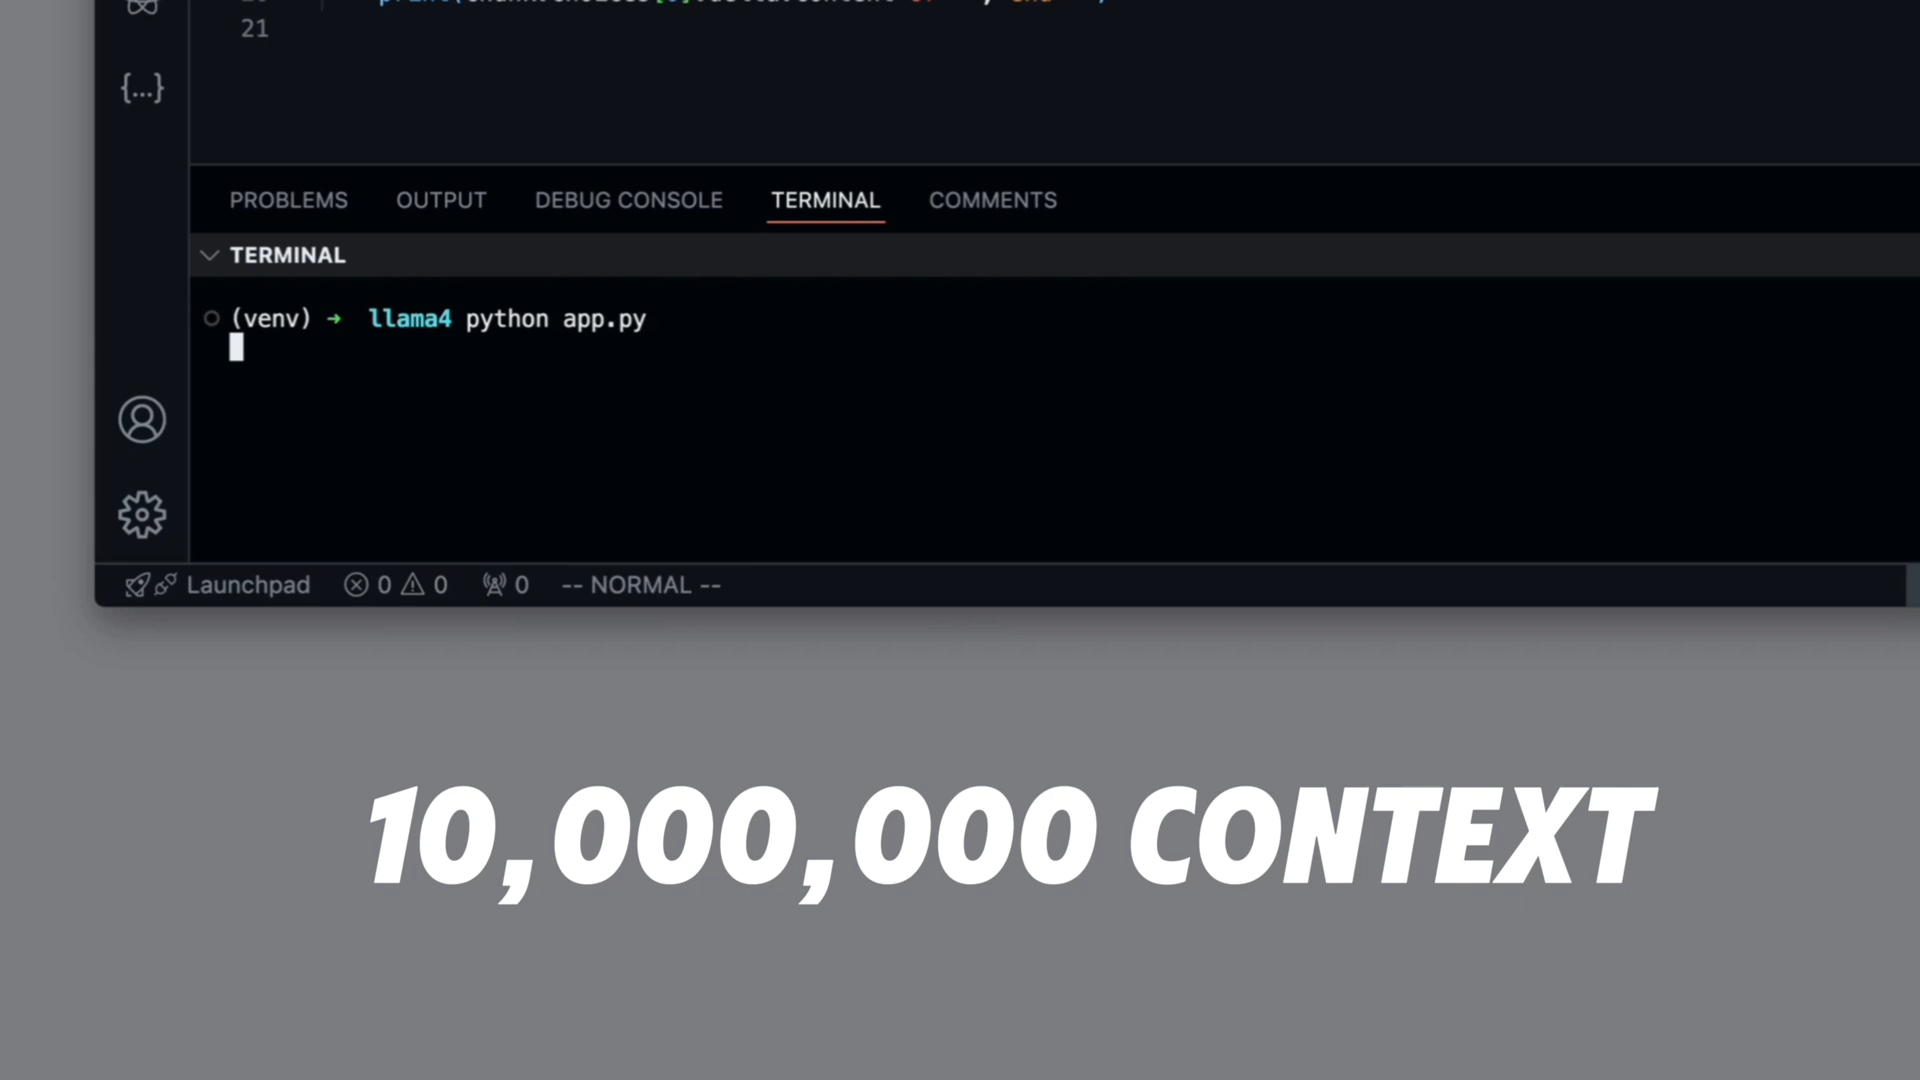 21
{...}
PROBLEMS OUTPUT DEBUG CONSOLE TERMINAL COMMENTS
TERMINAL
(venv) ➜ llama4 python app.py
Launchpad 0 0 0 -- NORMAL --
10,000,000 CONTEXT